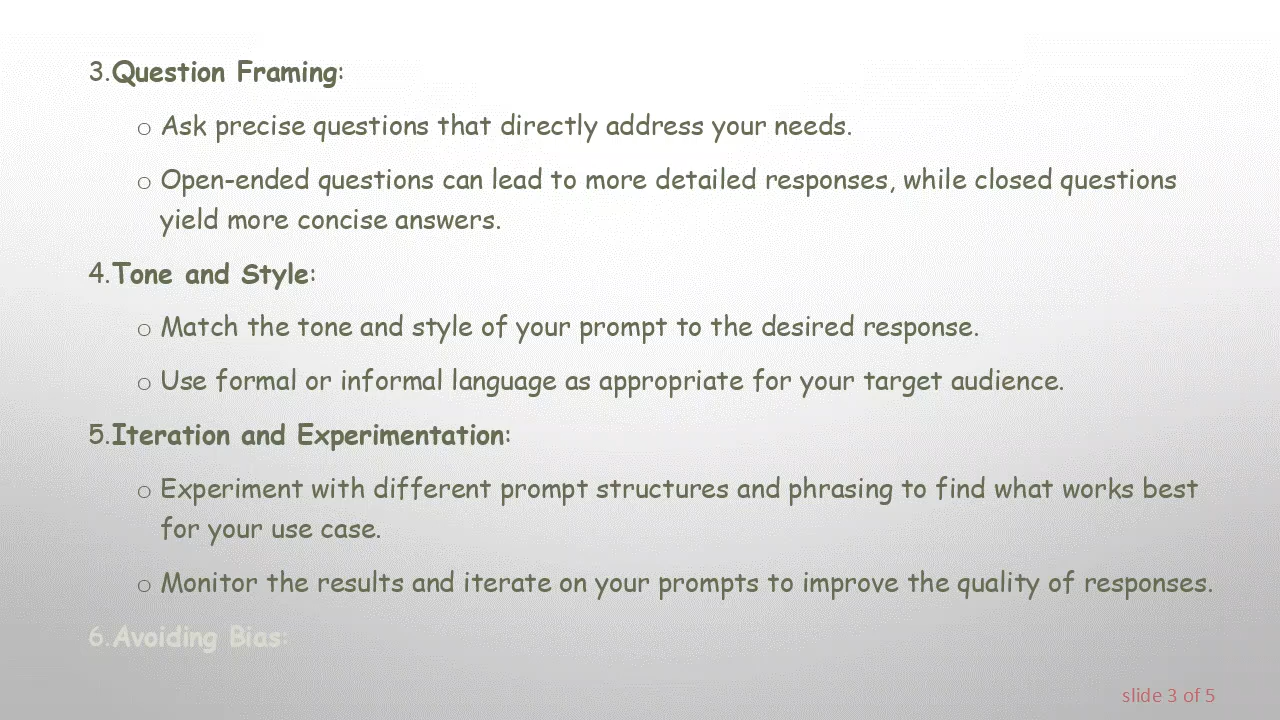 3.Question Framing:
o Ask precise questions that directly address your needs.
o Open-ended questions can lead to more detailed responses, while closed questions
yield more concise answers.
4.Tone and Style:
o Match the tone and style of your prompt to the desired response.
o Use formal or informal language as appropriate for your target audience.
5.Iteration and Experimentation:
o Experiment with different prompt structures and phrasing to find what works best
for your use case.
o Monitor the results and iterate on your prompts to improve the quality of responses.
6.Avoiding Bias:
slide 3 of 5